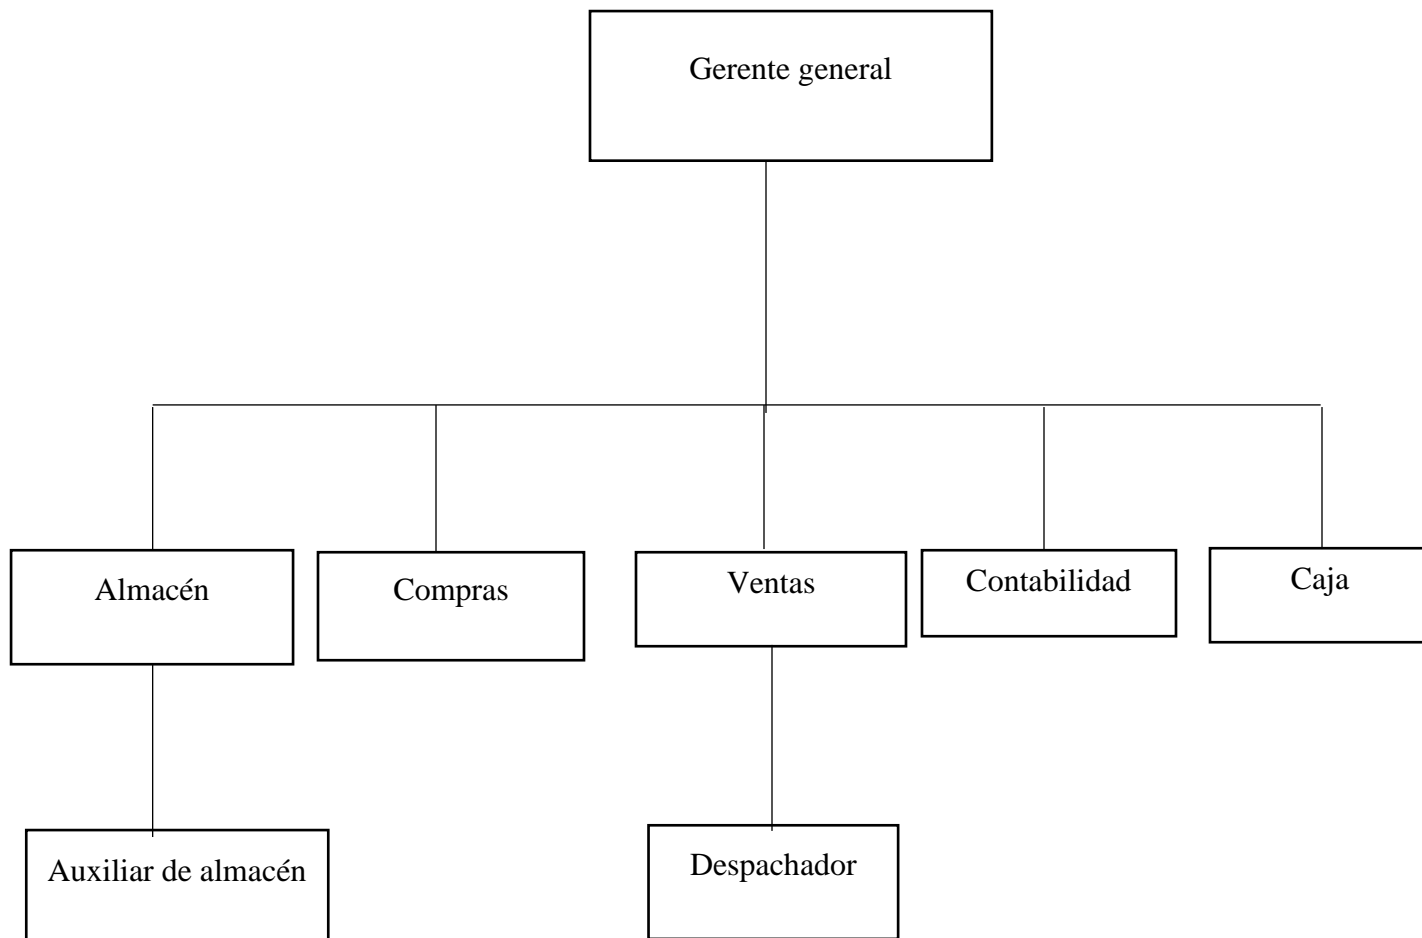 Gerente general
Almacén
Compras
Ventas
Contabilidad
Caja
Auxiliar de almacén
Despachador